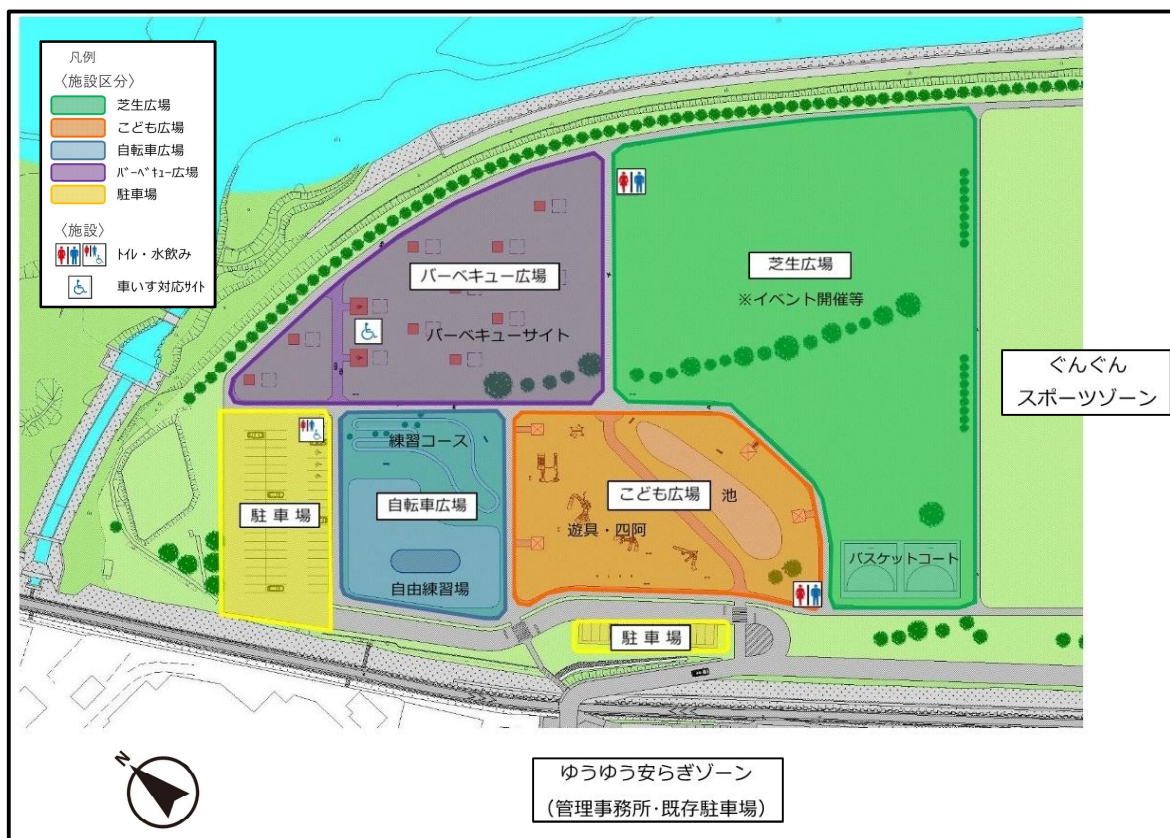 凡例
〈施設区分〉
芝生広場
こども広場
自転車広場
ﾊﾞｰﾍﾞｷｭｰ広場
駐車場
〈施設〉
ﾄｲﾚ・水飲み
車いす対応ｻｲﾄ
バーベキュー広場
バーベキューサイト
芝生広場
※イベント開催等
ぐんぐん
スポーツゾーン
練習コース
自転車広場
自由練習場
駐車場
こども広場
池
遊具・四阿
バスケットコート
駐車場
N
ゆうゆう安らぎゾーン
（管理事務所・既存駐車場）